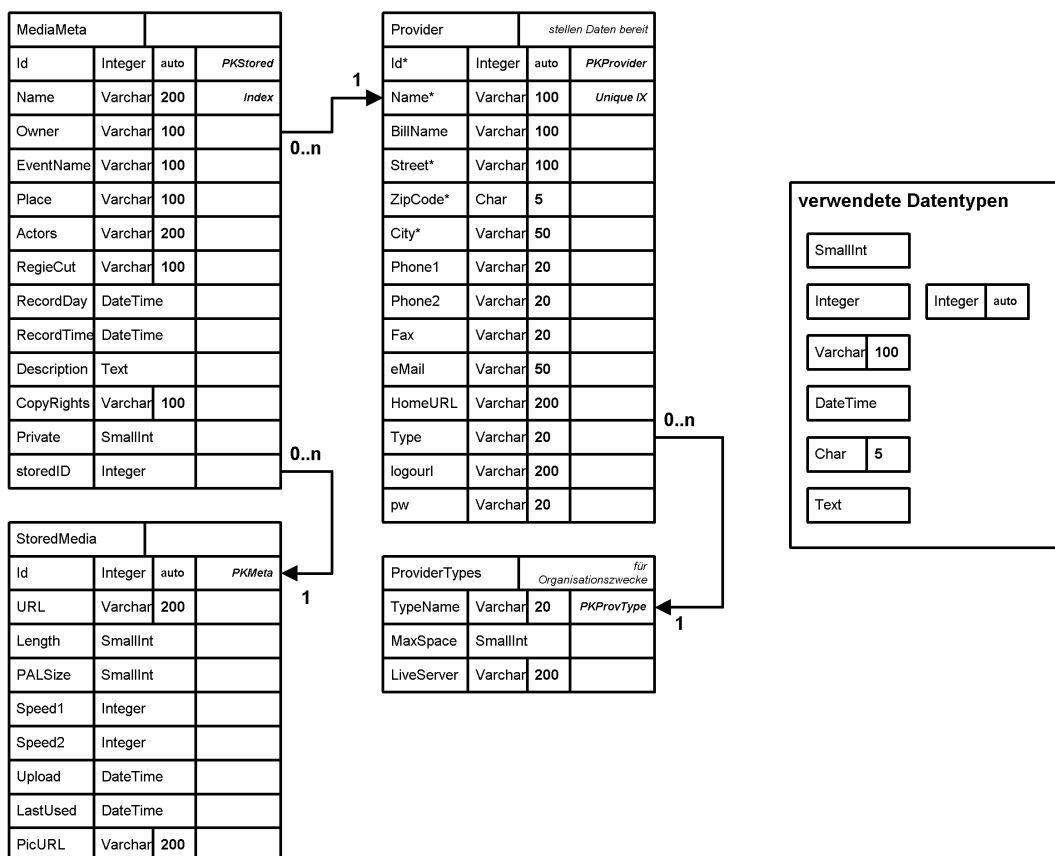 MediaMeta
Id Integer auto PKStored
Name Varchar 200 Index
Owner Varchar 100
EventName Varchar 100
Place Varchar 100
Actors Varchar 200
RegieCut Varchar 100
RecordDay DateTime
RecordTime DateTime
Description Text
CopyRights Varchar 100
Private SmallInt
storedID Integer
0..n
1
0..n
1
StoredMedia
Id Integer auto PKMeta
URL Varchar 200
Length SmallInt
PALSize SmallInt
Speed1 Integer
Speed2 Integer
Upload DateTime
LastUsed DateTime
PicURL Varchar 200
Provider stellen Daten bereit
Id* Integer auto PKProvider
Name* Varchar 100 Unique IX
BillName Varchar 100
Street* Varchar 100
ZipCode* Char 5
City* Varchar 50
Phone1 Varchar 20
Phone2 Varchar 20
Fax Varchar 20
eMail Varchar 50
HomeURL Varchar 200
Type Varchar 20
logourl Varchar 200
pw Varchar 20
0..n
1
ProviderTypes für
Organisationszwecke
TypeName Varchar 20 PKProvType
MaxSpace SmallInt
LiveServer Varchar 200
verwendete Datentypen
SmallInt
Integer Integer auto
Varchar 100
DateTime
Char 5
Text